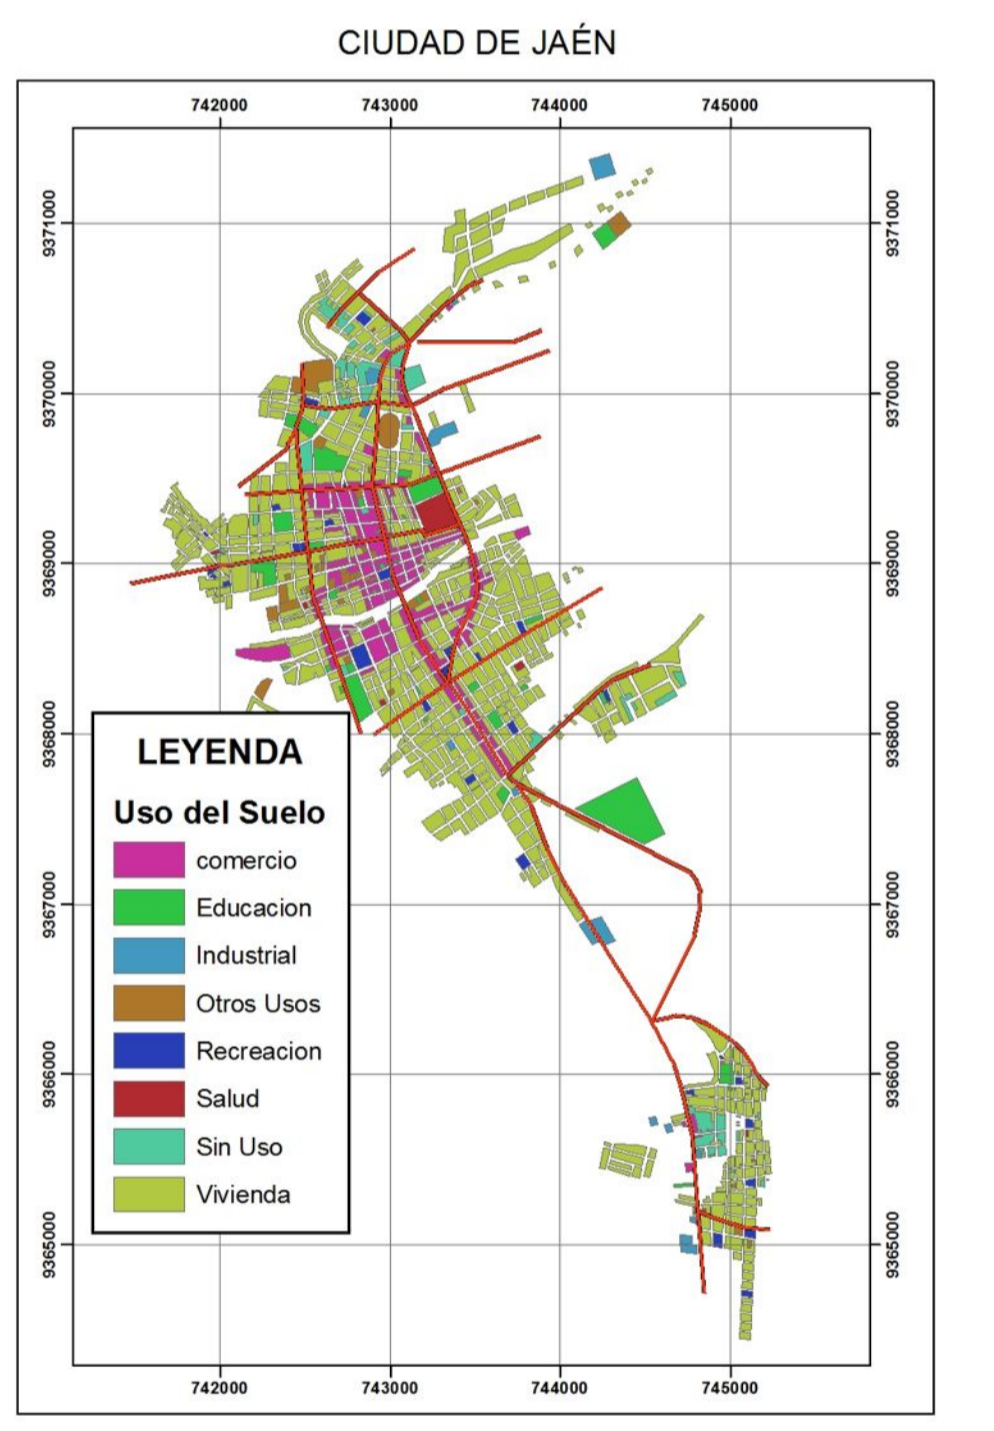 CIUDAD DE JAÉN
742000 743000 744000 745000
9371000 9371000
9370000 9370000
9369000 9369000
9368000 9368000
9367000 9367000
9366000 9366000
9365000 9365000
LEYENDA
Uso del Suelo
comercio
Educacion
Industrial
Otros Usos
Recreacion
Salud
Sin Uso
Vivienda
742000 743000 744000 745000